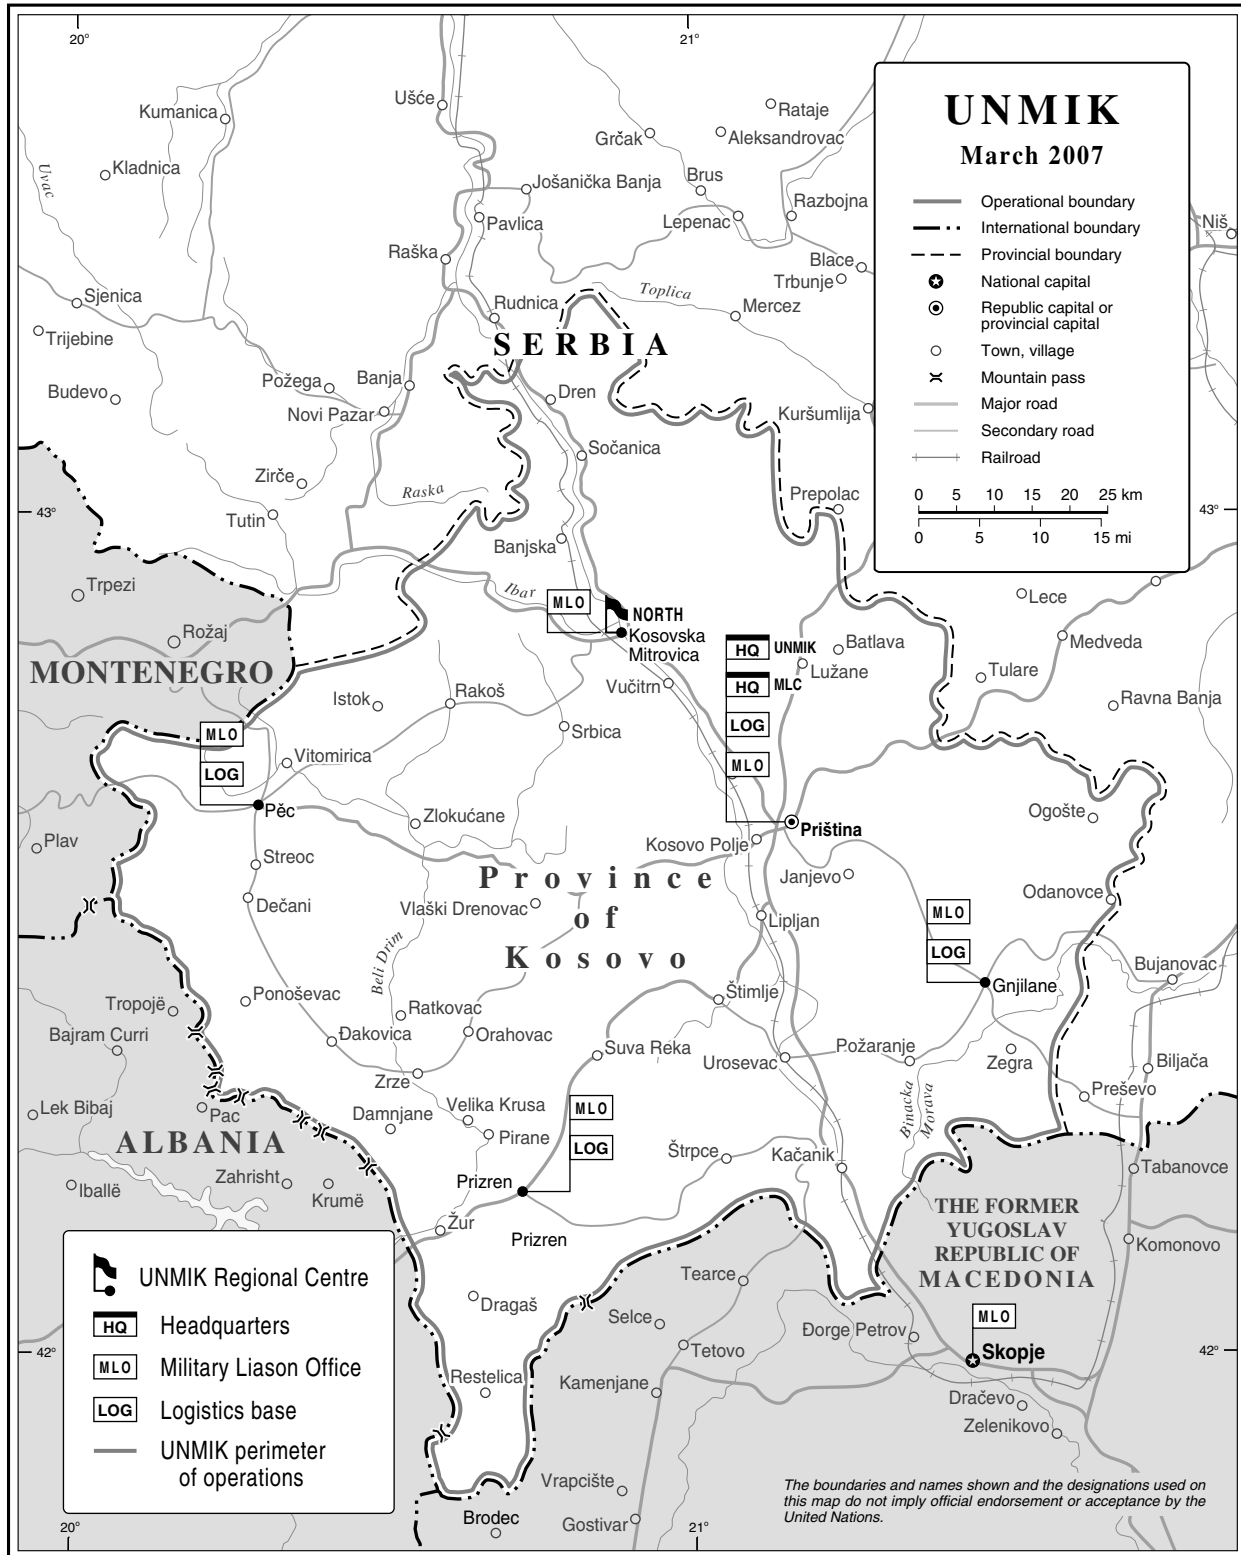 20°
21°
Ušće
Kumanica
Rataje
Grčak
Aleksandrovac
UNMIK
March 2007
Operational boundary
International boundary
Provincial boundary
National capital
Republic capital or
provincial capital
Town, village
Mountain pass
Major road
Secondary road
Railroad
0 5 10 15 20 25 km
0 5 10 15 mi
Kladnica
Uvac
Jošanička Banja
Brus
Pavlica
Lepenac
Razbojna
Niš
Raška
Blace
Trbunje
Sjenica
Toplica
Rudnica
Mercez
Trijebine
SERBIA
Budevo
Požega
Banja
Dren
Novi Pazar
Kuršumlija
Sočanica
Zirče
Raska
Prepolac
43°
43°
Tutin
Banjska
Trpezi
Ibar
MLO
NORTH
Kosovska
Mitrovica
Lece
Rožaj
HQ UNMIK
Batlava
Medveda
MONTENEGRO
HQ MLC
Lužane
Tulare
Vučitrn
Istok
Rakoš
Ravna Banja
MLO
LOG
Srbica
Vitomirica
MLO
LOG
Pěc
Zlokućane
Ogošte
Priština
Plav
Kosovo Polje
Streoc
Janjevo
Province
of
Kosovo
Dečani
Vlaški Drenovac
Odanovce
MLO
Lipljan
LOG
Beli Drim
Bujanovac
Gnjilane
Ponoševac
Štimlje
Tropojë
Ratkovac
Bajram Curri
Đakovica
Orahovac
Suva Reka
Urosevac
Požaranje
Zegra
Biljača
Zrze
Binacka
Morava
Preševo
Lek Bibaj
Pac
Damnjane
Velika Krusa
MLO
ALBANIA
Pirane
LOG
Štrpce
Kačanik
Tabanovce
Iballë
Zahrisht
Krumë
Prizren
THE FORMER
YUGOSLAV
REPUBLIC OF
MACEDONIA
Žur
Prizren
Komonovo
UNMIK Regional Centre
HQ Headquarters
MLO Military Liason Office
LOG Logistics base
UNMIK perimeter
of operations
Tearce
Dragaš
Selce
MLO
Đorge Petrov
42°
42°
Tetovo
Skopje
Restelica
Kamenjane
Dračevo
Zelenikovo
Vrapcište
The boundaries and names shown and the designations used on
this map do not imply official endorsement or acceptance by the
United Nations.
Brodec
Gostivar
20°
21°